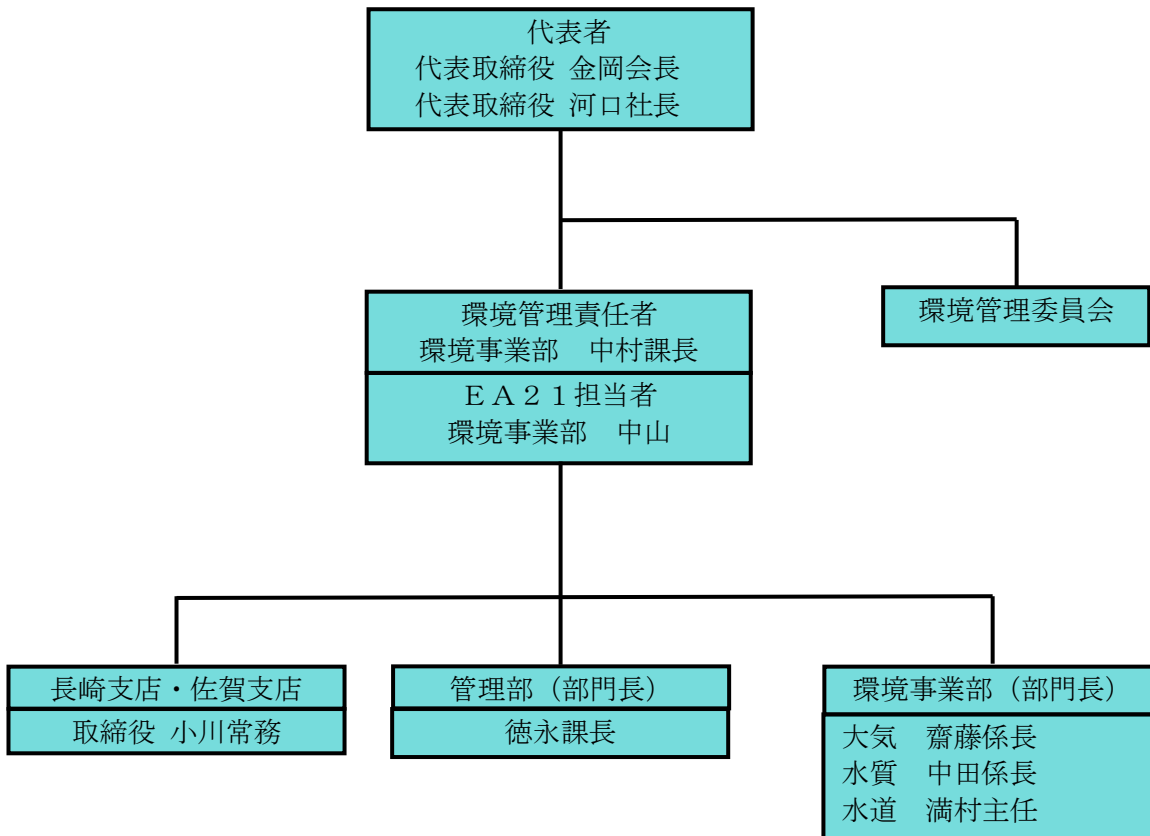 代表者
代表取締役 金岡会長
代表取締役 河口社長
環境管理責任者
環境事業部　中村課長
ＥＡ２１担当者
環境事業部　中山
環境管理委員会
長崎支店・佐賀支店
取締役 小川常務
管理部（部門長）
徳永課長
環境事業部（部門長）
大気　齋藤係長
水質　中田係長
水道　満村主任